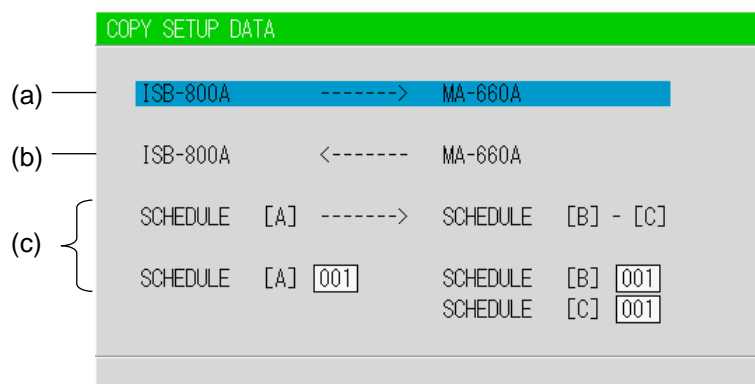 COPY SETUP DATA
(a) ISB-800A -------> MA-660A
(b) ISB-800A <------- MA-660A
(c) SCHEDULE [A] -------> SCHEDULE [B] - [C]
SCHEDULE [A] 001 SCHEDULE [B] 001
SCHEDULE [C] 001